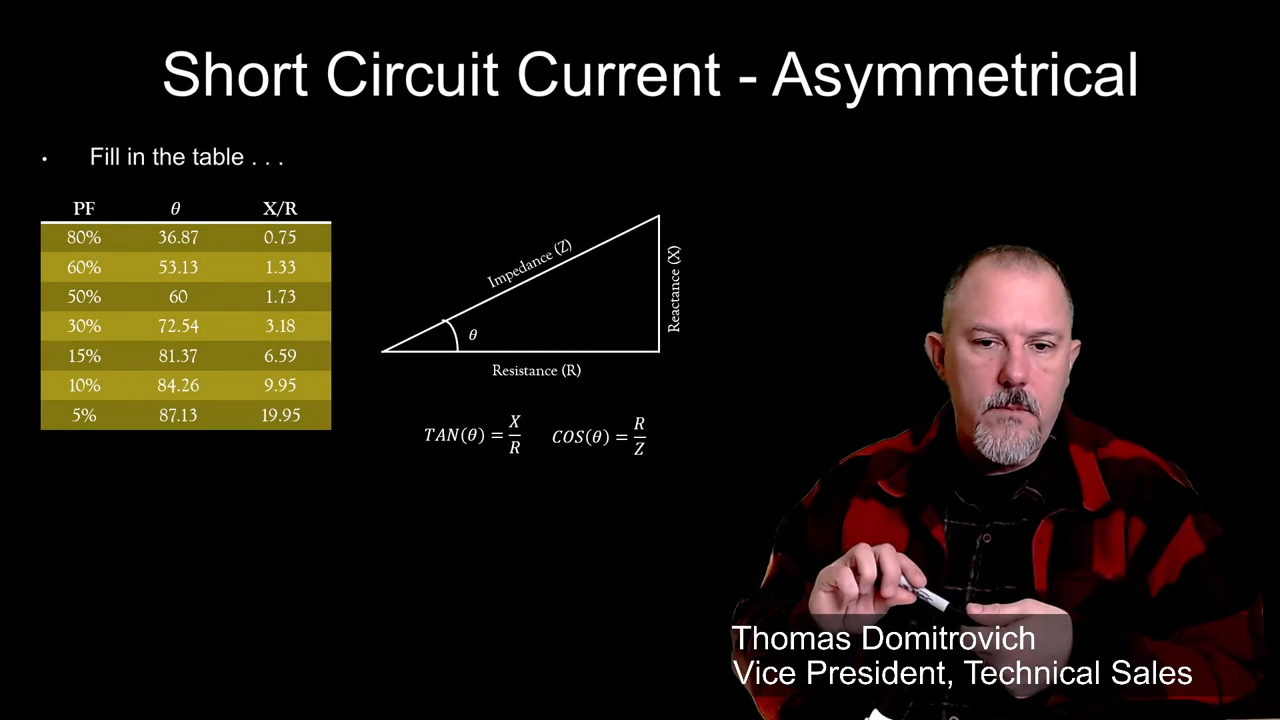 Short Circuit Current - Asymmetrical
• Fill in the table . . .
PF θ X/R
80% 36.87 0.75
60% 53.13 1.33
50% 60 1.73
30% 72.54 3.18
15% 81.37 6.59
10% 84.26 9.95
5% 87.13 19.95
Impedance (Z)
Reactance (X)
θ
Resistance (R)
TAN(θ) = X/R COS(θ) = R/Z
Thomas Domitrovich
Vice President, Technical Sales